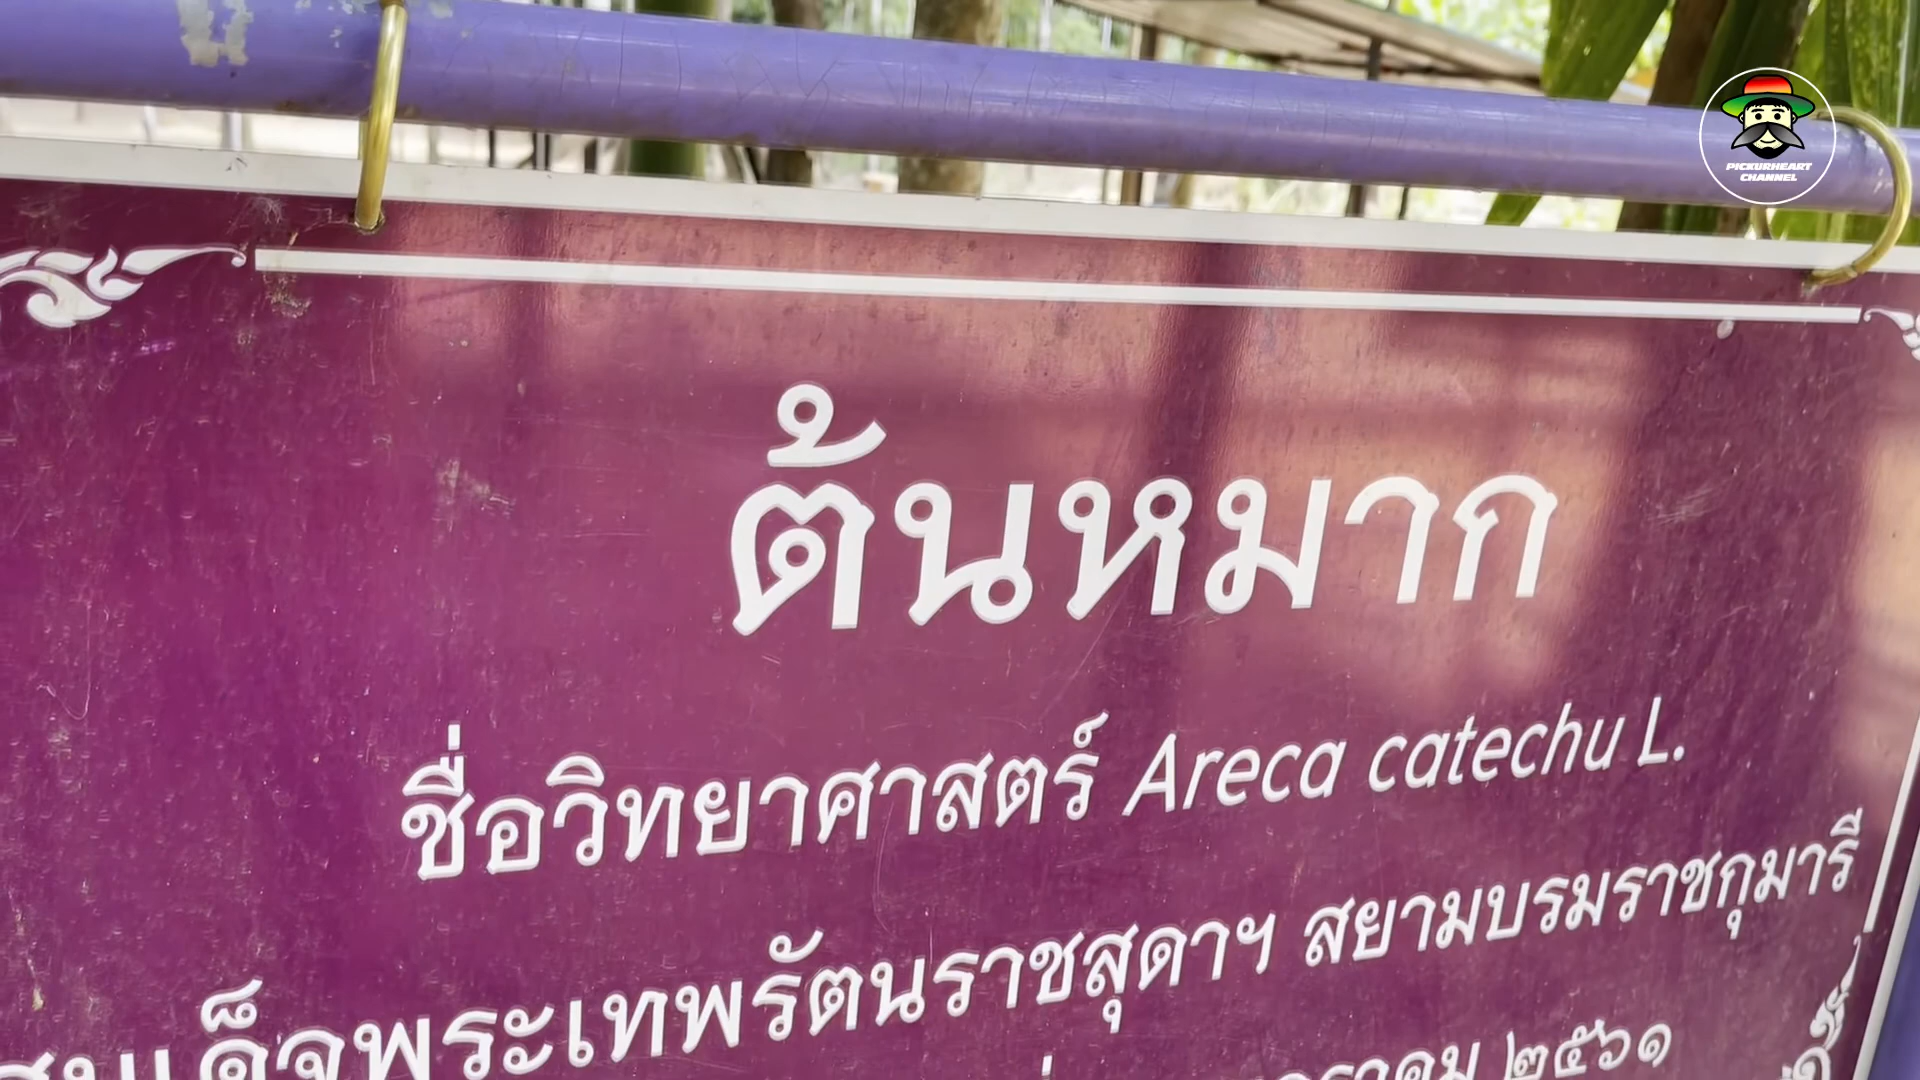 PICKURHEART
CHANNEL
ต้นหมาก
ชื่อวิทยาศาสตร์ Areca catechu L.
สมเด็จพระเทพรัตนราชสุดาฯ สยามบรมราชกุมารี
๒๕๖๑